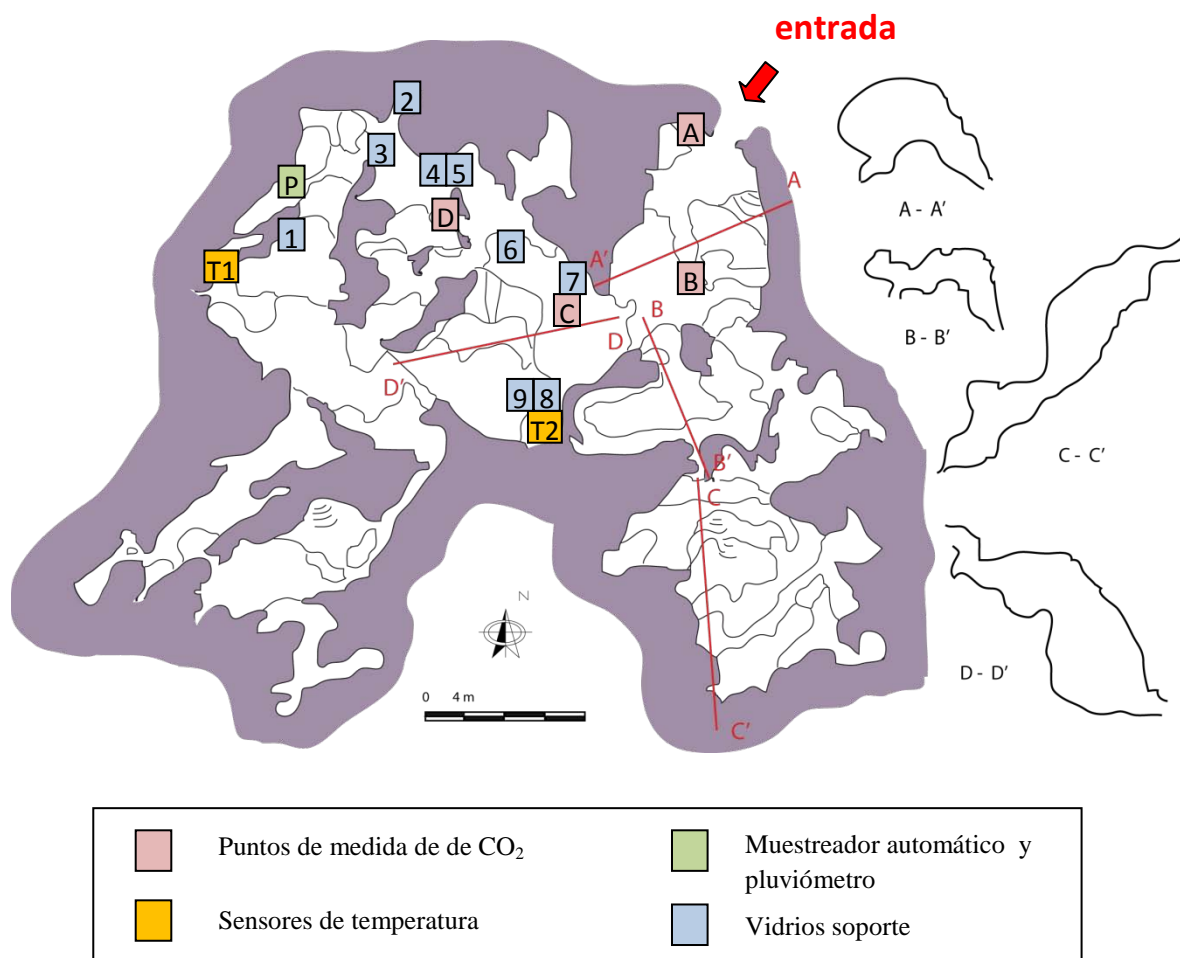 entrada
2
A
3
4 5
P
A
D
1
6
A - A'
T1
A'
7
B
C
B
D
B - B'
D'
9 8
T2
B'
C
C - C'
N
D - D'
0 4 m
C'
Puntos de medida de de CO₂
Muestreador automático y
pluviómetro
Sensores de temperatura
Vidrios soporte